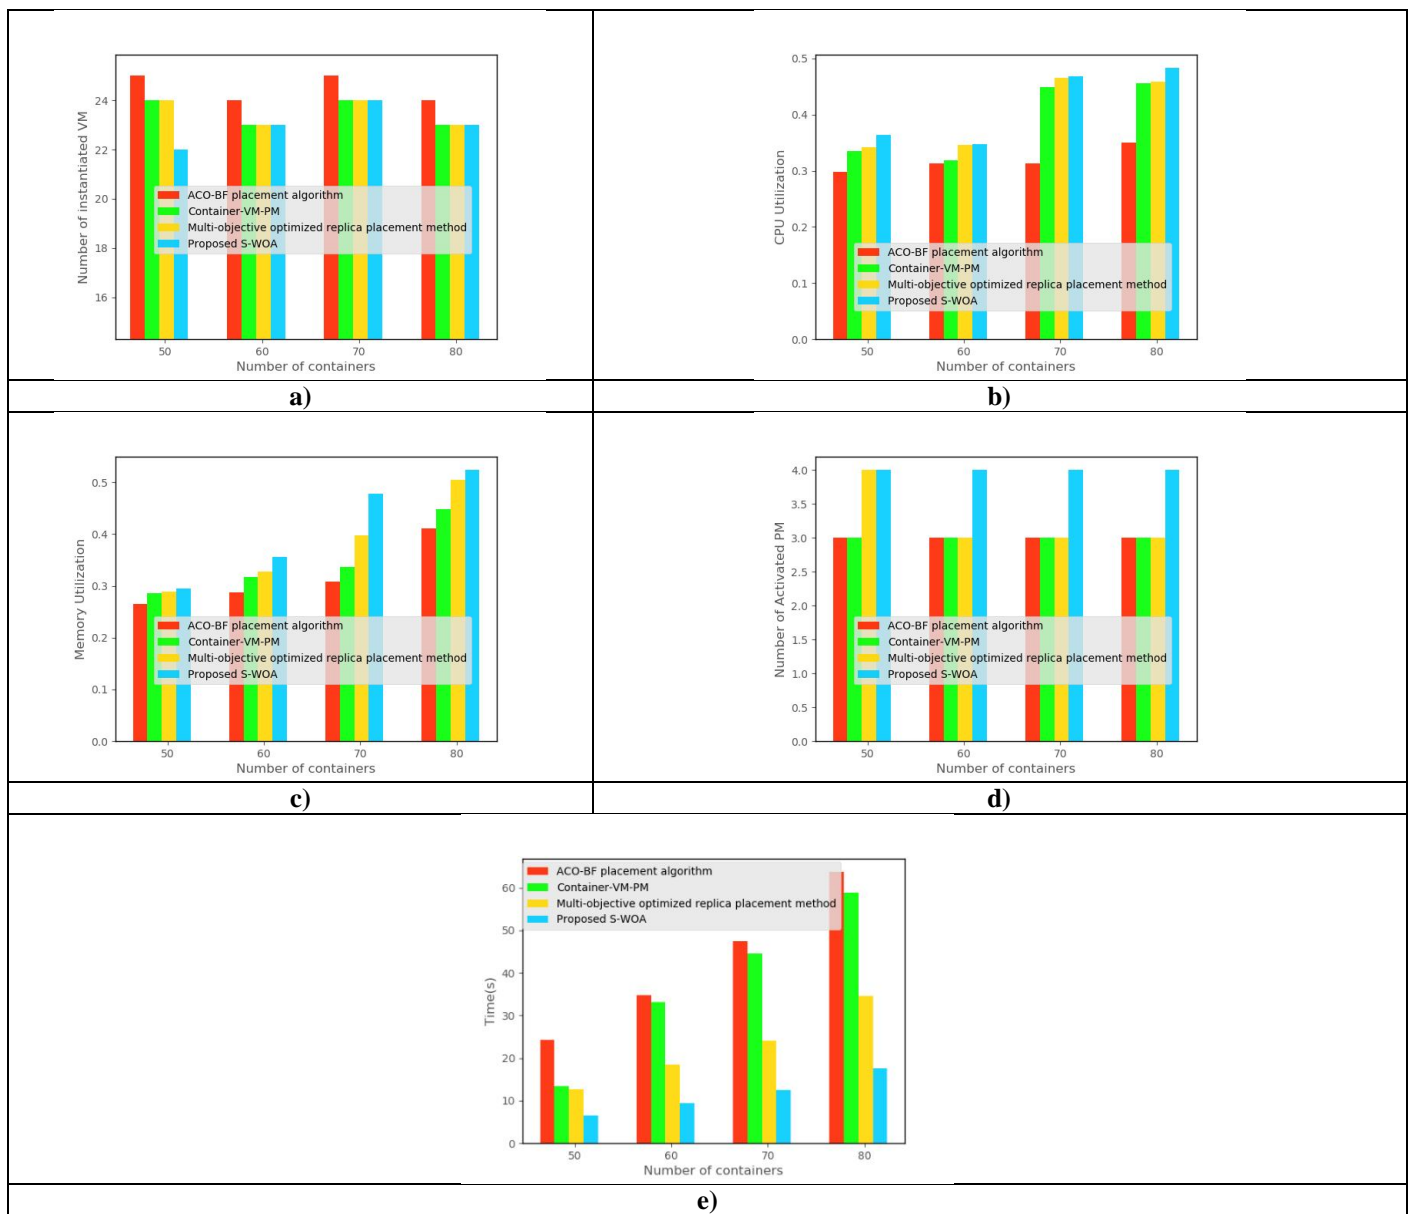 24
22
20
18
16
Number of instantiated VM
ACO-BF placement algorithm
Container-VM-PM
Multi-objective optimized replica placement method
Proposed S-WOA
50 60 70 80
Number of containers
a)
0.5
0.4
0.3
0.2
0.1
0.0
CPU Utilization
ACO-BF placement algorithm
Container-VM-PM
Multi-objective optimized replica placement method
Proposed S-WOA
50 60 70 80
Number of containers
b)
0.5
0.4
0.3
0.2
0.1
0.0
Memory Utilization
ACO-BF placement algorithm
Container-VM-PM
Multi-objective optimized replica placement method
Proposed S-WOA
50 60 70 80
Number of containers
c)
4.0
3.5
3.0
2.5
2.0
1.5
1.0
0.5
0.0
Number of Activated PM
ACO-BF placement algorithm
Container-VM-PM
Multi-objective optimized replica placement method
Proposed S-WOA
50 60 70 80
Number of containers
d)
60
50
40
30
20
10
0
Time(s)
ACO-BF placement algorithm
Container-VM-PM
Multi-objective optimized replica placement method
Proposed S-WOA
50 60 70 80
Number of containers
e)